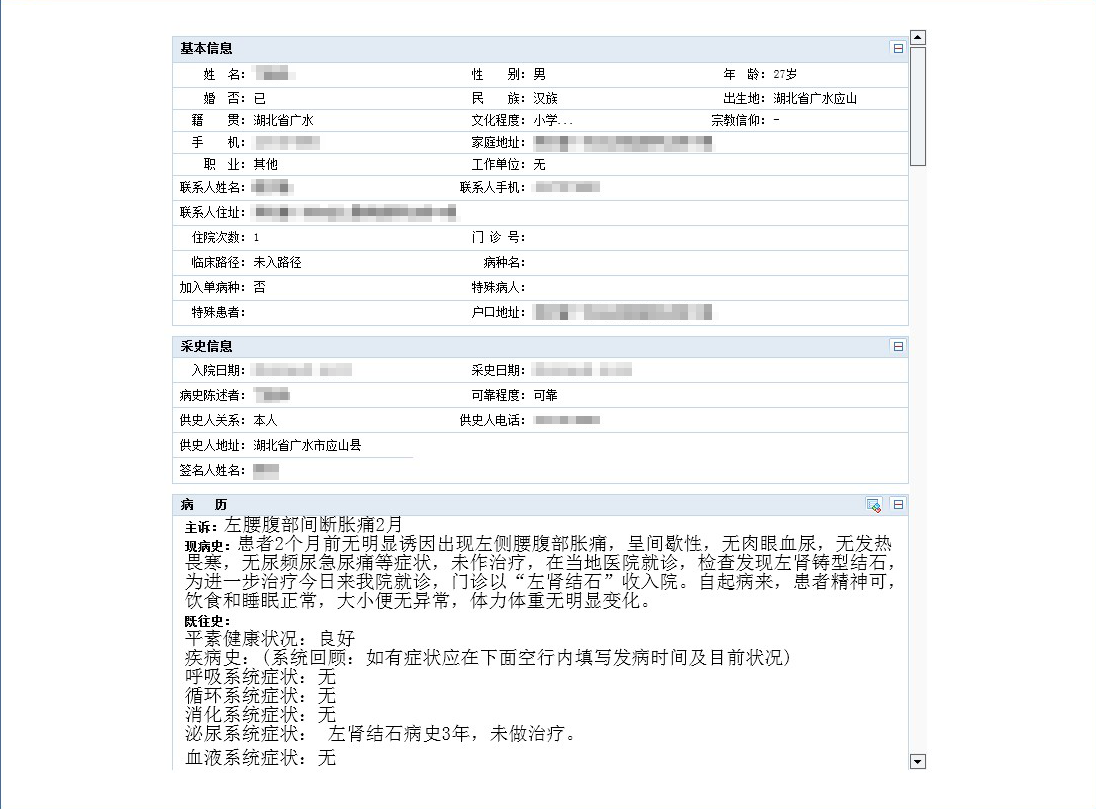 基本信息
姓 名： 性 别：男 年 龄：27岁
婚 否：已 民 族：汉族 出生地：湖北省广水应山
籍 贯：湖北省广水 文化程度：小学... 宗教信仰：-
手 机： 家庭地址：
职 业：其他 工作单位：无
联系人姓名： 联系人手机：
联系人住址：
住院次数：1 门 诊 号：
临床路径：未入路径 病种名：
加入单病种：否 特殊病人：
特殊患者： 户口地址：
采史信息
入院日期： 采史日期：
病史陈述者： 可靠程度：可靠
供史人关系：本人 供史人电话：
供史人地址：湖北省广水市应山县
签名人姓名：
病 历
主诉：左腰腹部间断胀痛2月
现病史：患者2个月前无明显诱因出现左侧腰腹部胀痛，呈间歇性，无肉眼血尿，无发热
畏寒，无尿频尿急尿痛等症状，未作治疗，在当地医院就诊，检查发现左肾铸型结石，
为进一步治疗今日来我院就诊，门诊以“左肾结石”收入院。自起病来，患者精神可，
饮食和睡眠正常，大小便无异常，体力体重无明显变化。
既往史：
平素健康状况：良好
疾病史：(系统回顾：如有症状应在下面空行内填写发病时间及目前状况)
呼吸系统症状：无
循环系统症状：无
消化系统症状：无
泌尿系统症状： 左肾结石病史3年，未做治疗。
血液系统症状：无